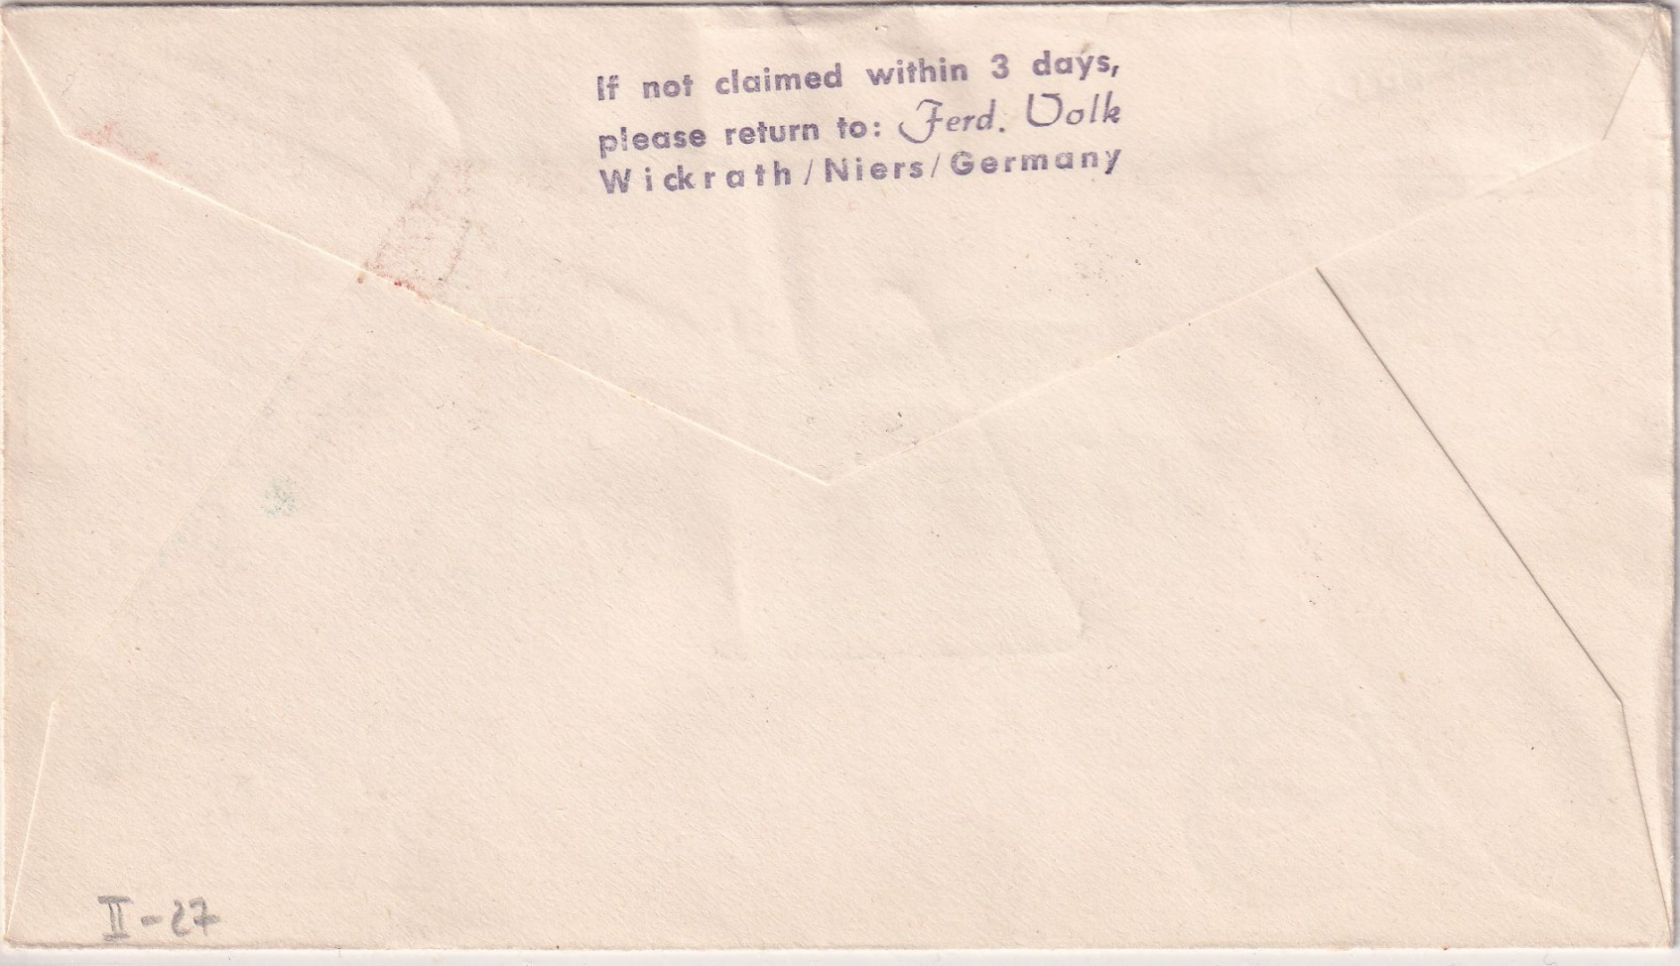 If not claimed within 3 days,
please return to: Ferd. Volk
Wickrath/Niers/Germany
II-27